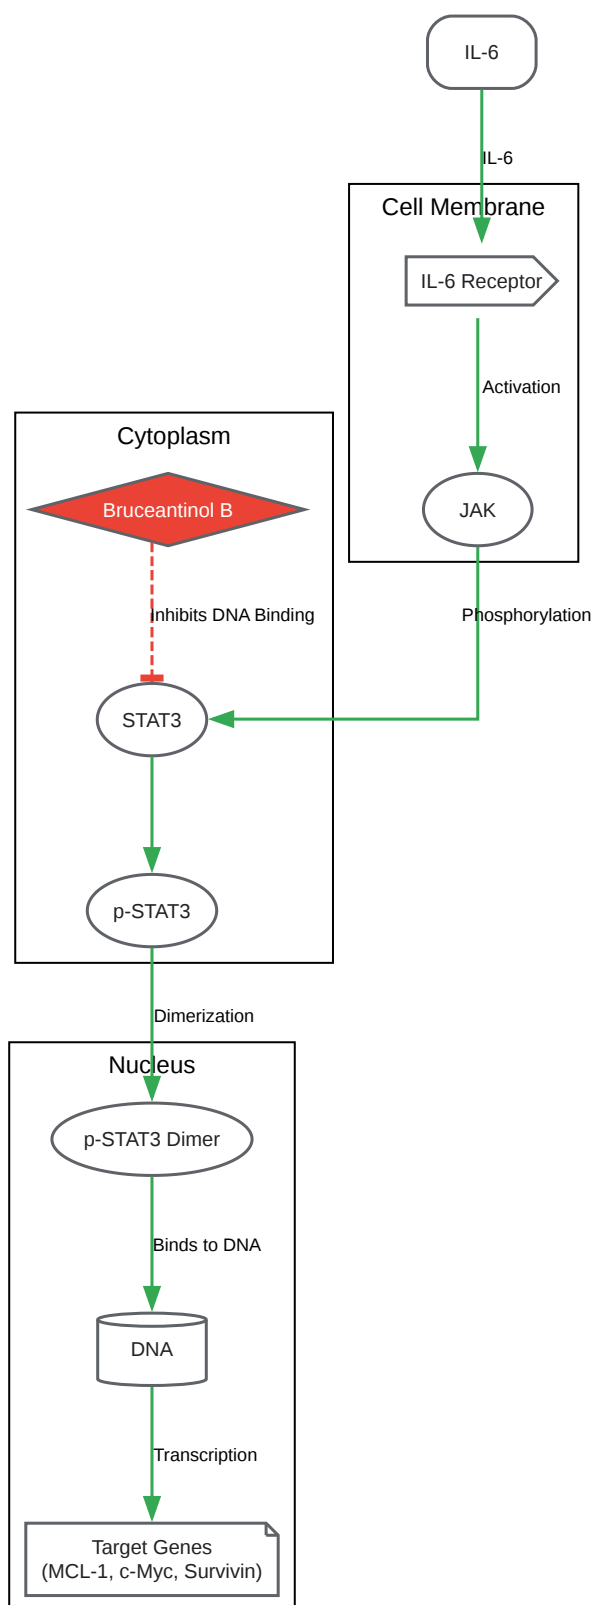 IL-6
IL-6
Cell Membrane
IL-6 Receptor
Activation
Cytoplasm
Bruceantinol B
JAK
Inhibits DNA Binding
Phosphorylation
STAT3
p-STAT3
Dimerization
Nucleus
p-STAT3 Dimer
Binds to DNA
DNA
Transcription
Target Genes
(MCL-1, c-Myc, Survivin)